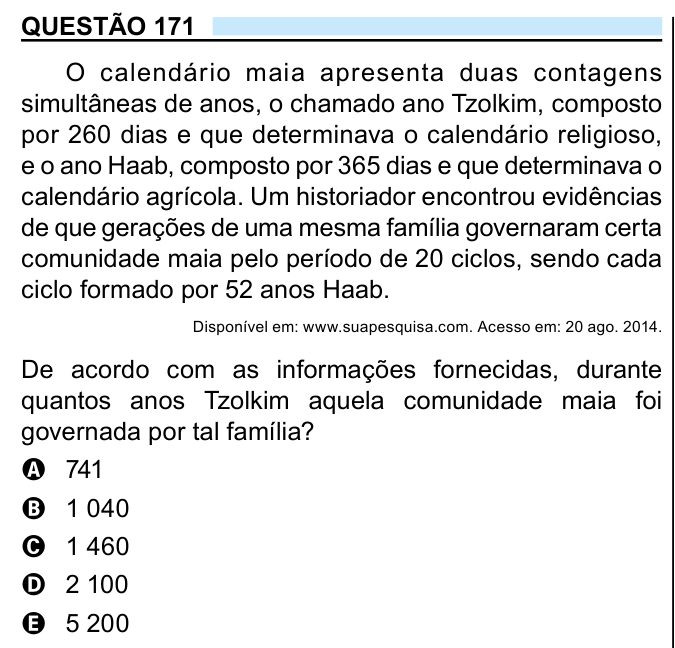 QUESTÃO 171
O calendário maia apresenta duas contagens
simultâneas de anos, o chamado ano Tzolkim, composto
por 260 dias e que determinava o calendário religioso,
e o ano Haab, composto por 365 dias e que determinava o
calendário agrícola. Um historiador encontrou evidências
de que gerações de uma mesma família governaram certa
comunidade maia pelo período de 20 ciclos, sendo cada
ciclo formado por 52 anos Haab.
Disponível em: www.suapesquisa.com. Acesso em: 20 ago. 2014.
De acordo com as informações fornecidas, durante
quantos anos Tzolkim aquela comunidade maia foi
governada por tal família?
A 741
B 1 040
C 1 460
D 2 100
E 5 200